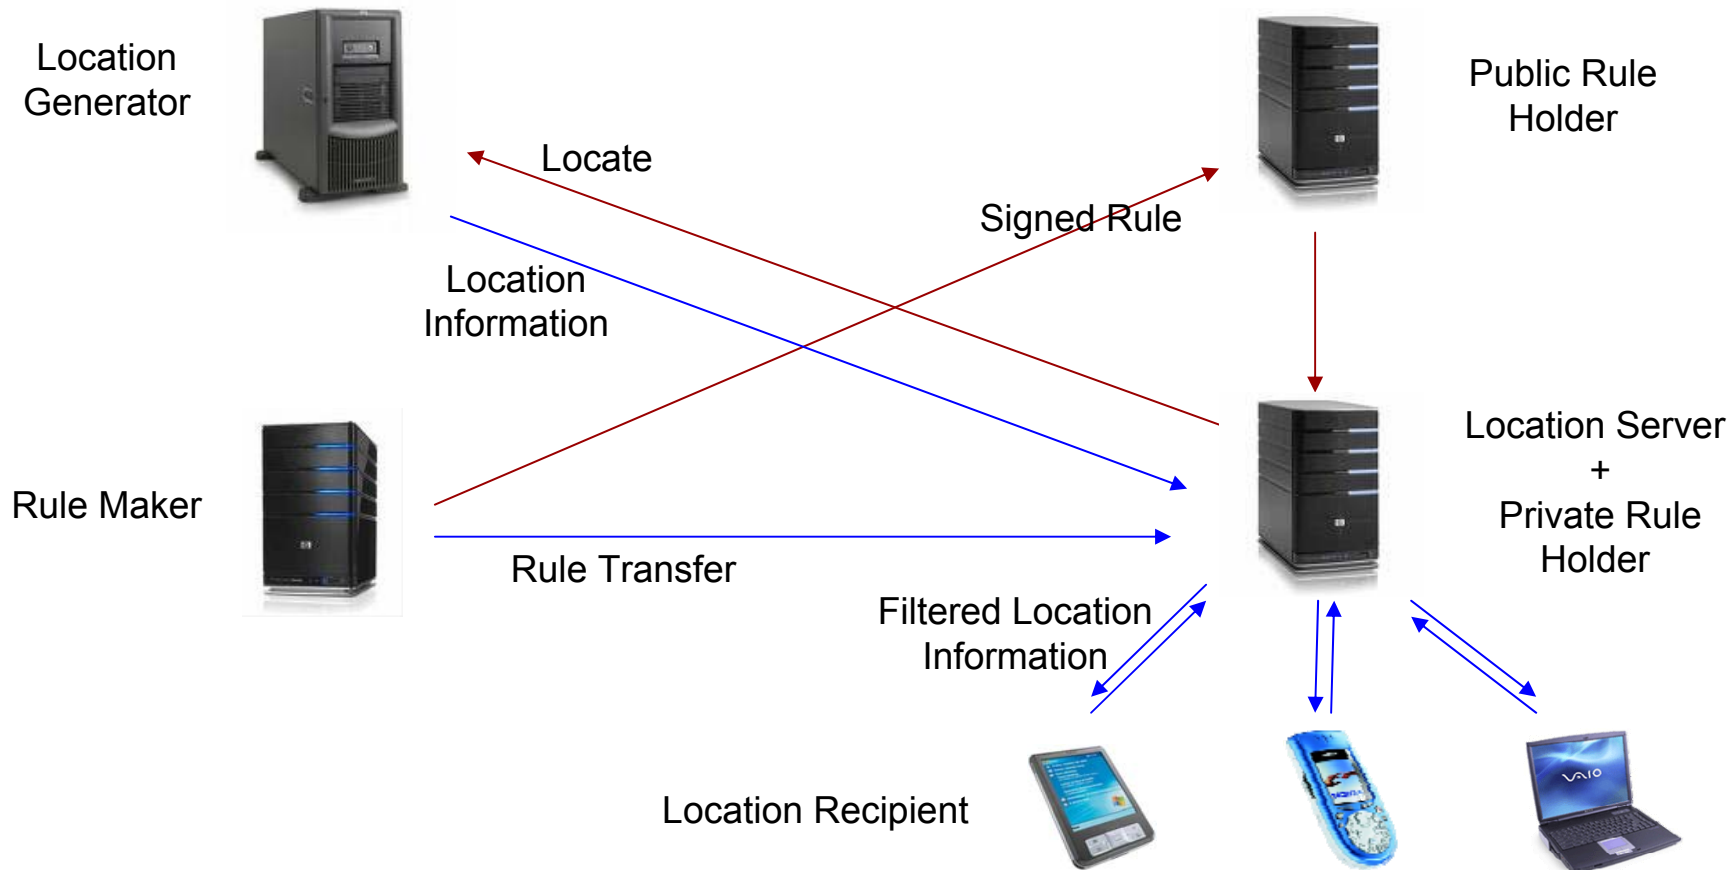 Location
Generator
Public Rule
Holder
Locate
Signed Rule
Location
Information
Location Server
+
Private Rule
Holder
Rule Maker
Rule Transfer
Filtered Location
Information
Location Recipient
VAIO